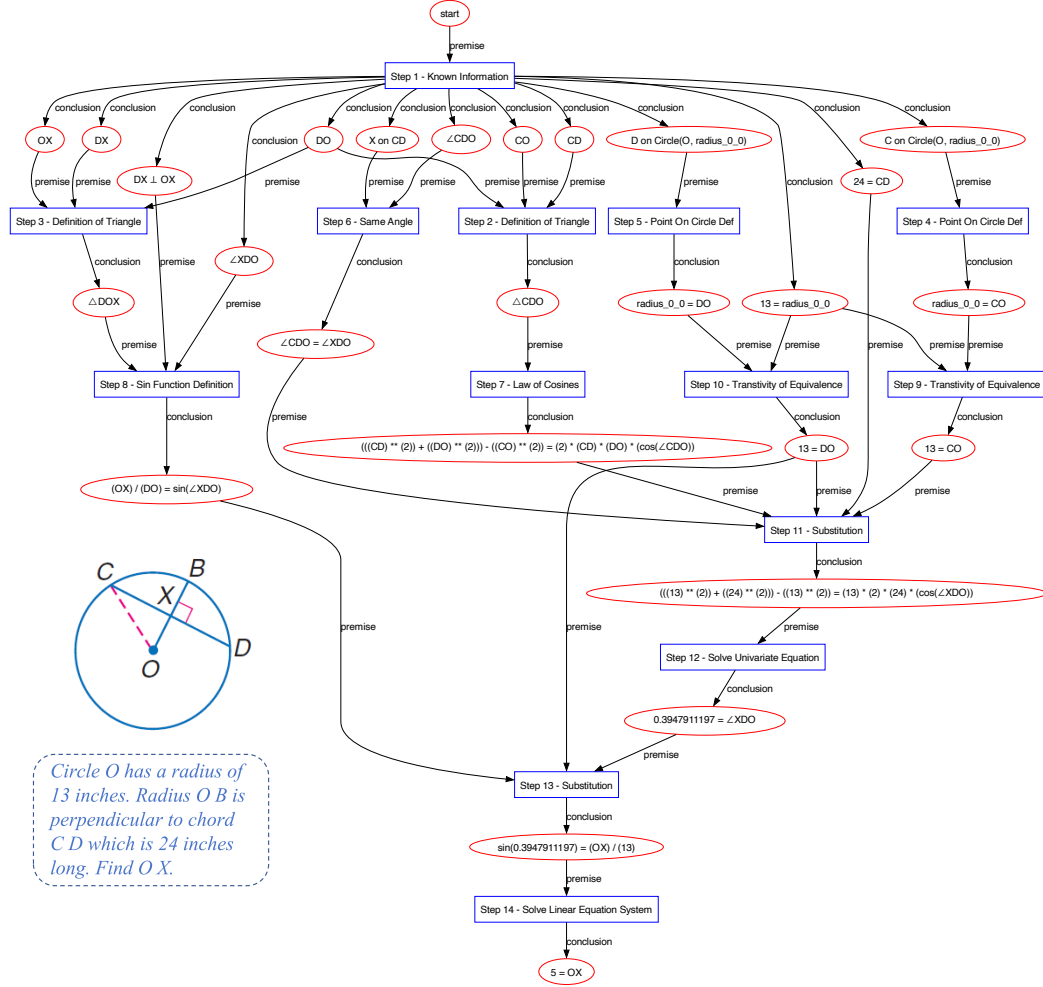 start
premise
Step 1 - Known Information
conclusion conclusion conclusion conclusion conclusion conclusion conclusion conclusion conclusion conclusion conclusion conclusion conclusion
OX DX DO X on CD ∠CDO CO CD D on Circle(O, radius_0_0) C on Circle(O, radius_0_0)
DX ⊥ OX 24 = CD
premise premise premise premise premise premise premise premise premise premise premise
Step 3 - Definition of Triangle Step 6 - Same Angle Step 2 - Definition of Triangle Step 5 - Point On Circle Def Step 4 - Point On Circle Def
conclusion premise ∠XDO conclusion conclusion conclusion conclusion
△DOX △CDO radius_0_0 = DO 13 = radius_0_0 radius_0_0 = CO
premise premise ∠CDO = ∠XDO premise premise premise premise premise premise
Step 8 - Sin Function Definition Step 7 - Law of Cosines Step 10 - Transtivity of Equivalence Step 9 - Transtivity of Equivalence
conclusion premise conclusion conclusion conclusion
(((CD) ** (2)) + ((DO) ** (2))) - ((CO) ** (2)) = (2) * (CD) * (DO) * (cos(∠CDO)) 13 = DO 13 = CO
(OX) / (DO) = sin(∠XDO) premise premise premise
Step 11 - Substitution
conclusion
(((13) ** (2)) + ((24) ** (2))) - ((13) ** (2)) = (13) * (2) * (24) * (cos(∠XDO))
premise premise premise
Step 12 - Solve Univariate Equation
conclusion
0.3947911197 = ∠XDO
premise
Step 13 - Substitution
conclusion
sin(0.3947911197) = (OX) / (13)
premise
Step 14 - Solve Linear Equation System
conclusion
5 = OX
C B
X
D
O
Circle O has a radius of
13 inches. Radius O B is
perpendicular to chord
C D which is 24 inches
long. Find O X.